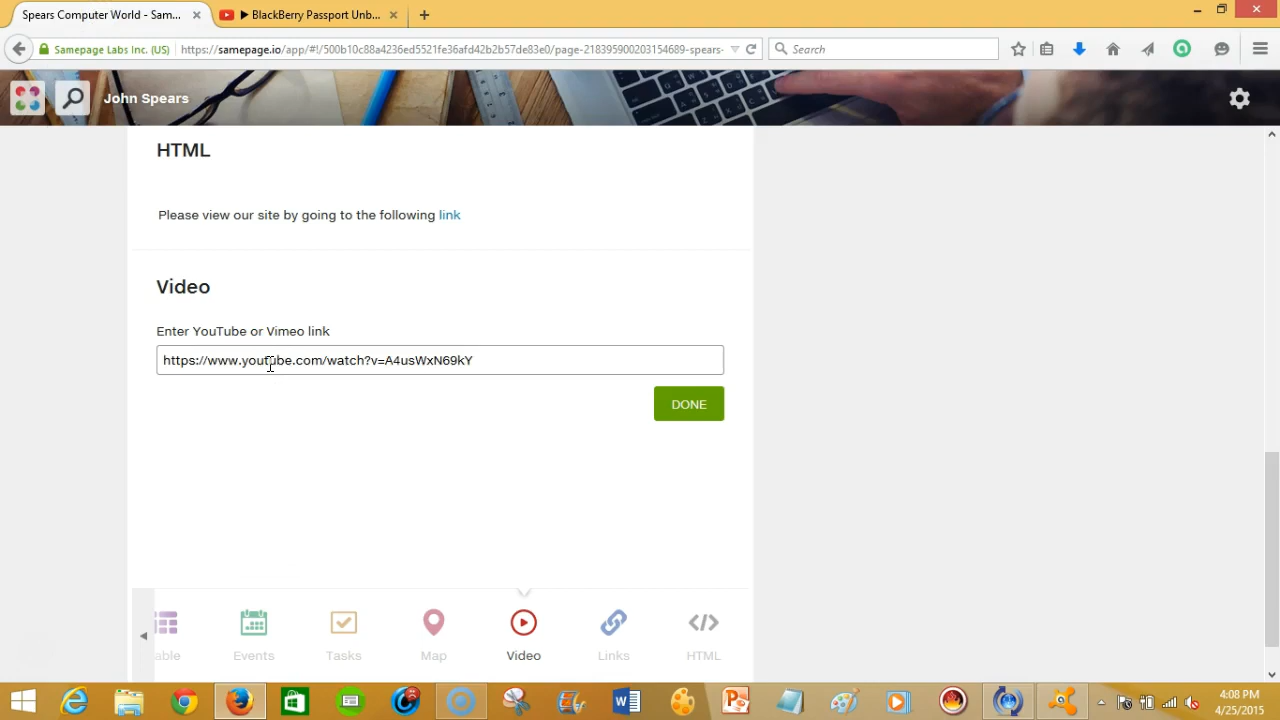 Spears Computer World - Sam...
▶ BlackBerry Passport Unb...
Samepage Labs Inc. (US)
https://samepage.io/app/#!/500b10c88a4236ed5521fe36afd42b2b57de83e0/page-218395900203154689-spears-
Search
John Spears
HTML
Please view our site by going to the following link
Video
Enter YouTube or Vimeo link
https://www.youtube.com/watch?v=A4usWxN69kY
DONE
able
Events
Tasks
Map
Video
Links
HTML
4:08 PM
4/25/2015